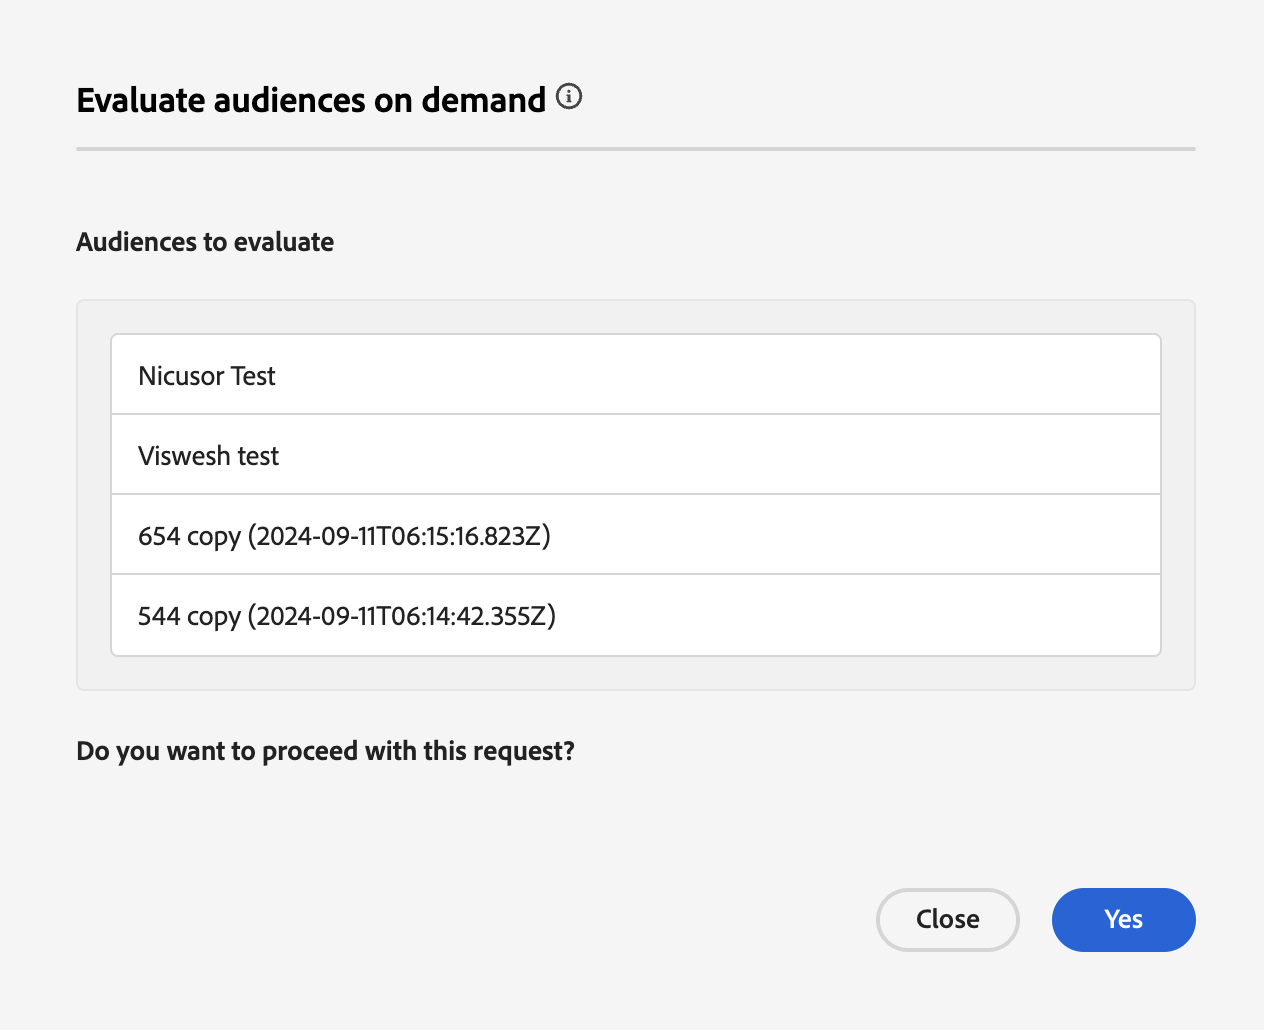 Evaluate audiences on demand
Audiences to evaluate
Nicusor Test
Viswesh test
654 copy (2024-09-11T06:15:16.823Z)
544 copy (2024-09-11T06:14:42.355Z)
Do you want to proceed with this request?
Close
Yes